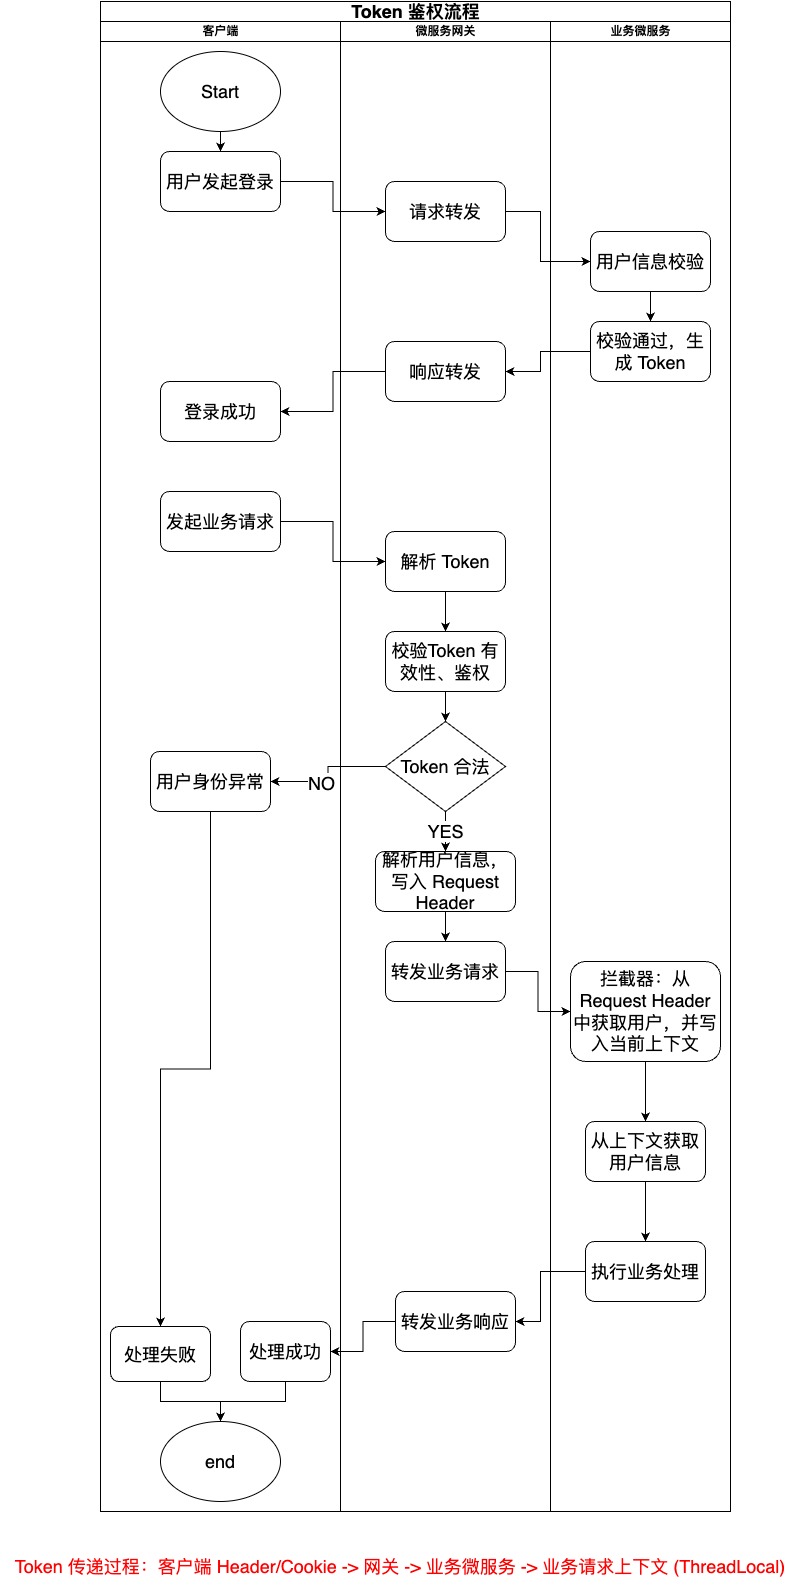 Token 鉴权流程
客户端
微服务网关
业务微服务
Start
用户发起登录
请求转发
用户信息校验
校验通过，生
成 Token
响应转发
登录成功
发起业务请求
解析 Token
校验Token 有
效性、鉴权
Token 合法
NO
用户身份异常
YES
解析用户信息，
写入 Request
Header
转发业务请求
拦截器：从
Request Header
中获取用户，并写
入当前上下文
从上下文获取
用户信息
执行业务处理
转发业务响应
处理成功
处理失败
end
Token 传递过程：客户端 Header/Cookie -> 网关 -> 业务微服务 -> 业务请求上下文 (ThreadLocal)